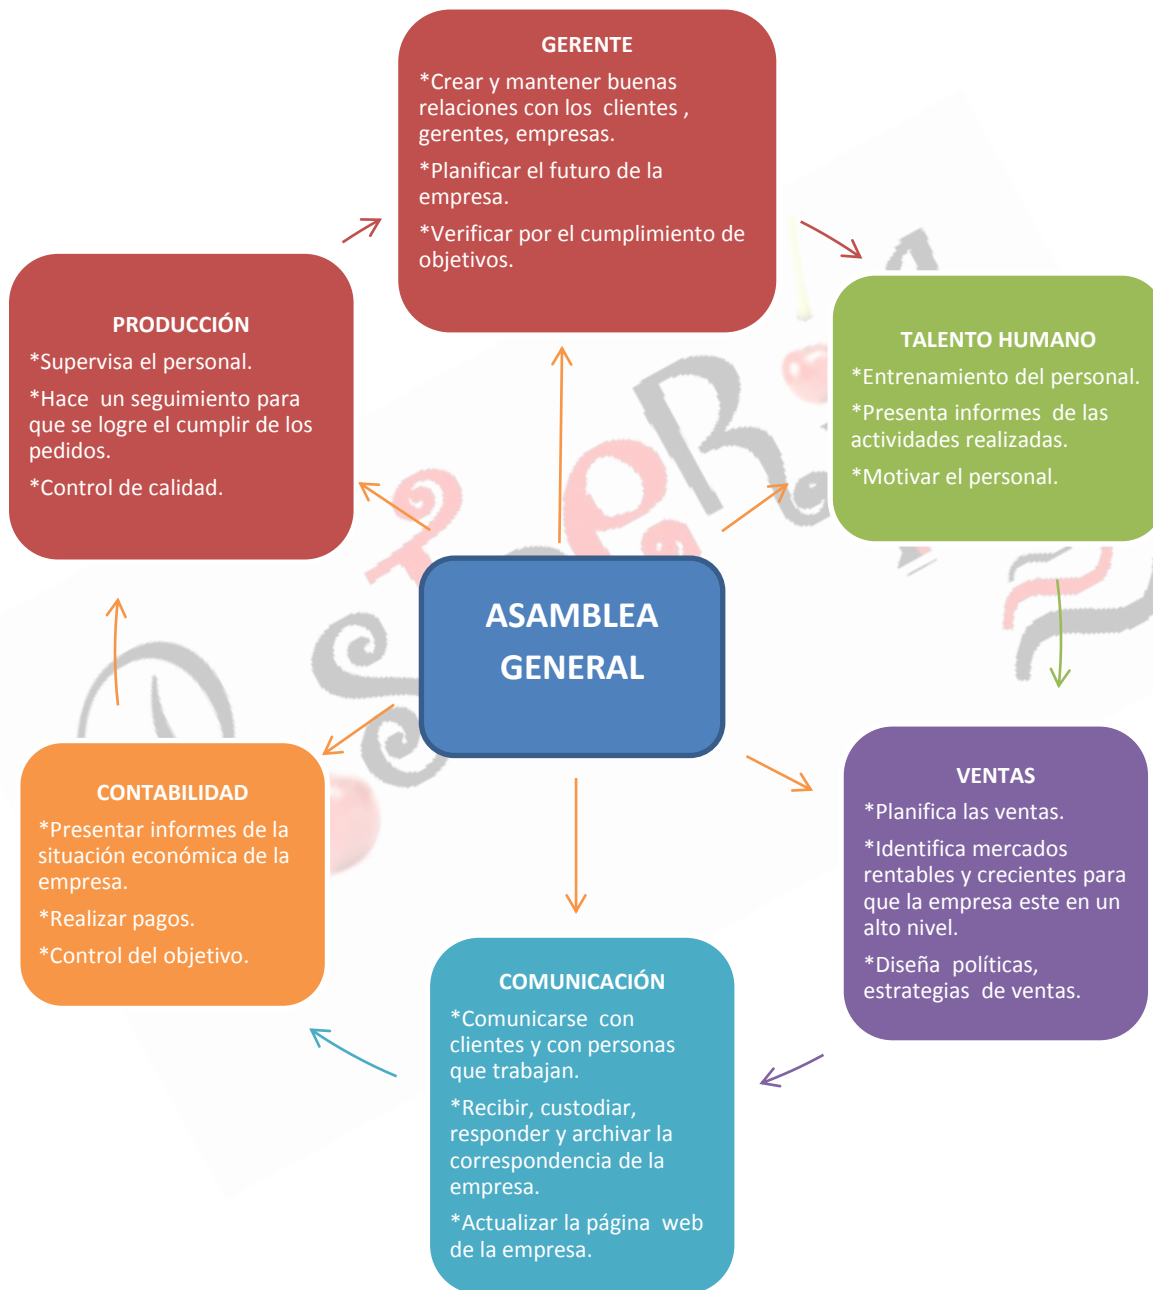 GERENTE
*Crear y mantener buenas
relaciones con los clientes ,
gerentes, empresas.
*Planificar el futuro de la
empresa.
*Verificar por el cumplimiento de
objetivos.
PRODUCCIÓN
*Supervisa el personal.
*Hace un seguimiento para
que se logre el cumplir de los
pedidos.
*Control de calidad.
TALENTO HUMANO
*Entrenamiento del personal.
*Presenta informes de las
actividades realizadas.
*Motivar el personal.
ASAMBLEA
GENERAL
CONTABILIDAD
*Presentar informes de la
situación económica de la
empresa.
*Realizar pagos.
*Control del objetivo.
VENTAS
*Planifica las ventas.
*Identifica mercados
rentables y crecientes para
que la empresa este en un
alto nivel.
*Diseña políticas,
estrategias de ventas.
COMUNICACIÓN
*Comunicarse con
clientes y con personas
que trabajan.
*Recibir, custodiar,
responder y archivar la
correspondencia de la
empresa.
*Actualizar la página web
de la empresa.